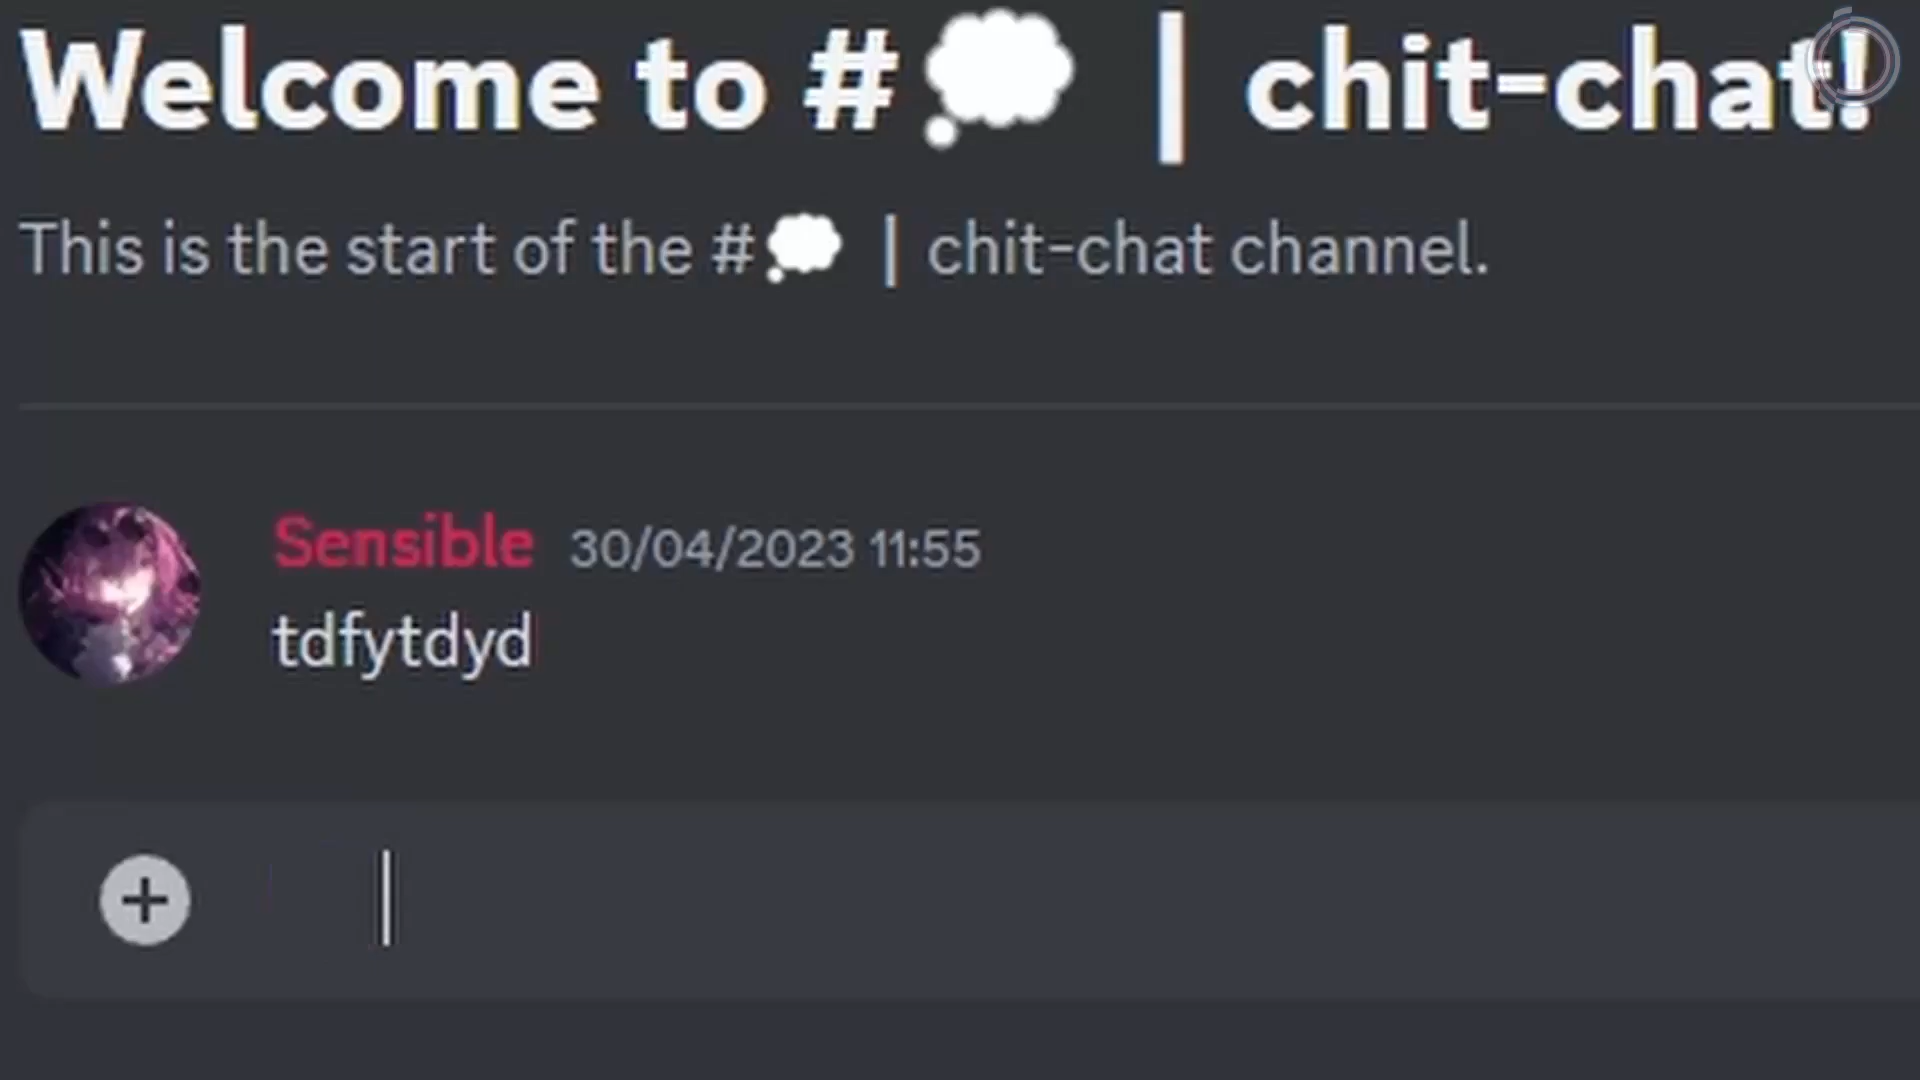 Welcome to #💭 | chit-chat!
This is the start of the #💭 | chit-chat channel.
Sensible 30/04/2023 11:55
tdfytdyd